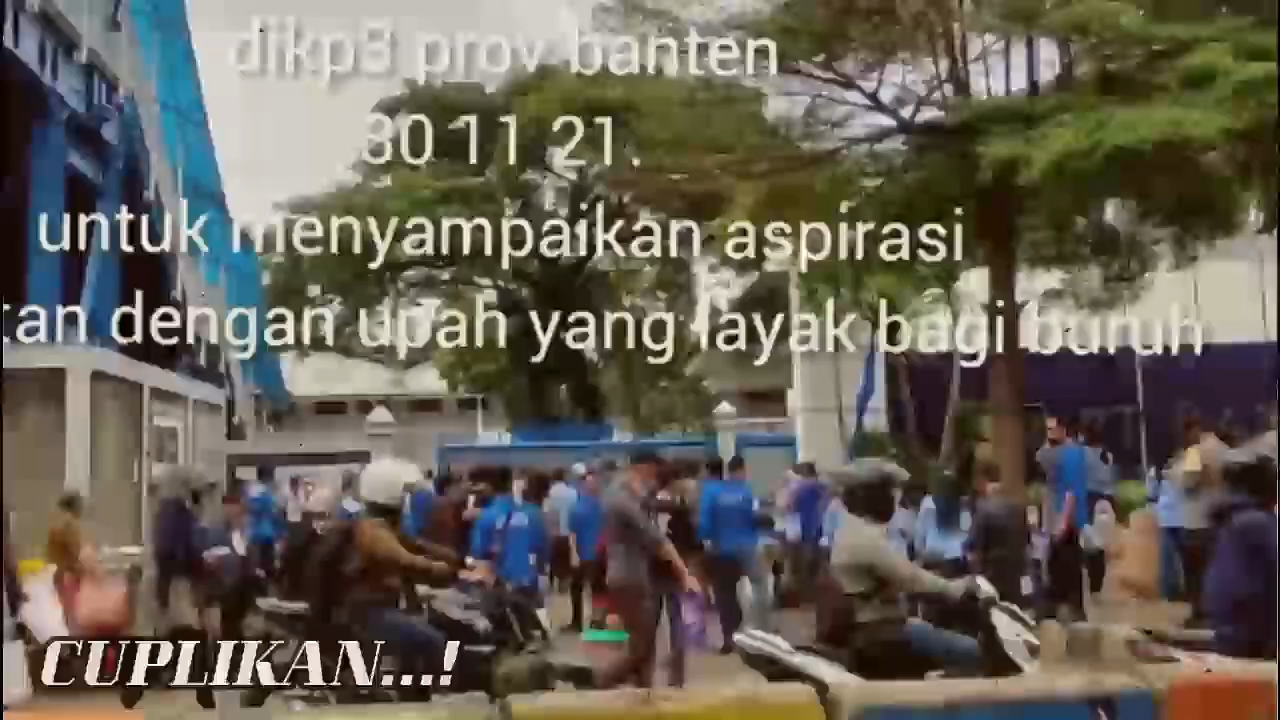 dikp3 prov banten
30 11 21.
untuk menyampaikan aspirasi
dengan upah yang layak bagi buruh
CUPLIKAN...!